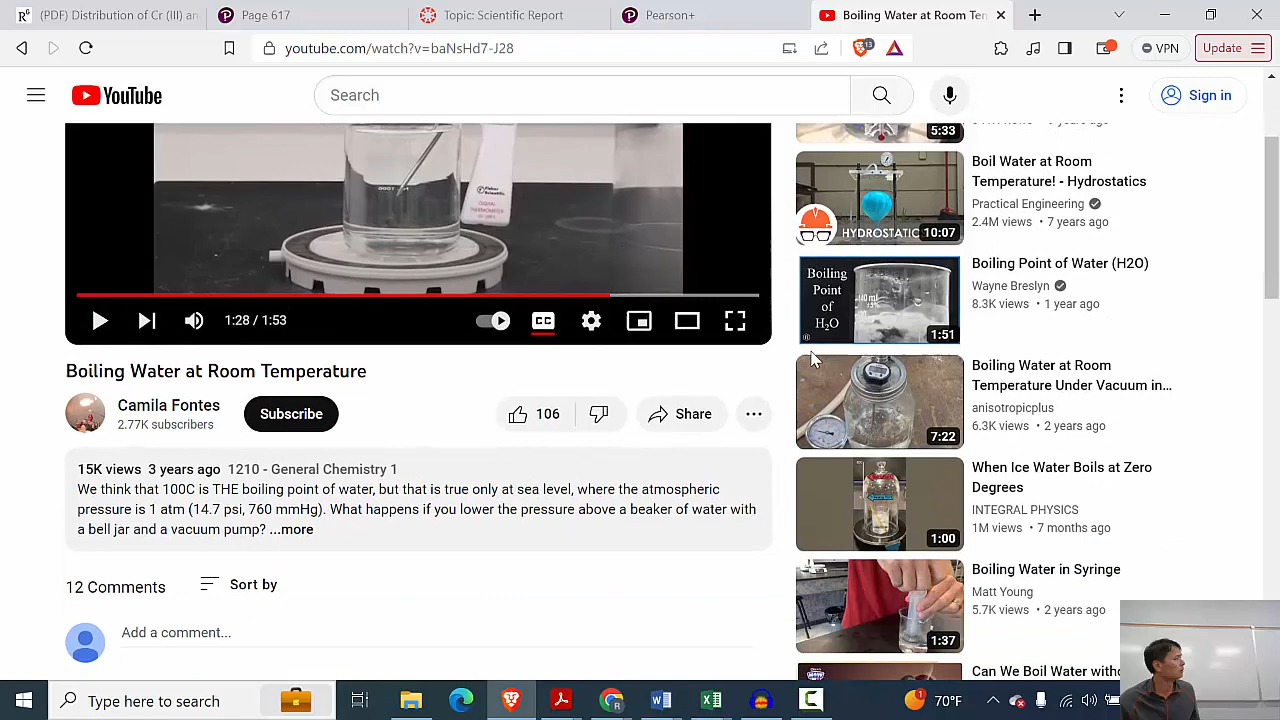 (PDF) Distribution of Cr(III) an
Page 617
Topic: Scientific Report
Pearson+
Boiling Water at Room Ten
youtube.com/watch?v=baNsHd7-J28
13
VPN
Update
YouTube
Search
Sign in
Fisher Scientific
DIGITAL THERMOMETER
1:28 / 1:53
CC
Boiling Water at Room Temperature
Camila Fontes
2.77K subscribers
Subscribe
106
Share
15K views 3 years ago 1210 - General Chemistry 1
We think that 100C is THE boiling point of water, but that is true only at sea level, where the atmospheric
pressure is 1 atm (14.7 psi, 760 mmHg). What happens if you lower the pressure above a beaker of water with
a bell jar and a vacuum pump? ...more
12 Comments
Sort by
Add a comment...
5:33
HYDROSTATIC
10:07
Boil Water at Room
Temperature! - Hydrostatics
Practical Engineering
2.4M views • 7 years ago
Boiling
Point
of
H₂O
1:51
Boiling Point of Water (H2O)
Wayne Breslyn
8.3K views • 1 year ago
7:22
Boiling Water at Room
Temperature Under Vacuum in...
anisotropicplus
6.3K views • 2 years ago
1:00
When Ice Water Boils at Zero
Degrees
INTEGRAL PHYSICS
1M views • 7 months ago
1:37
Boiling Water in Syringe
Matt Young
5.7K views • 2 years ago
Can We Boil Water witho
Type here to search
1
70°F